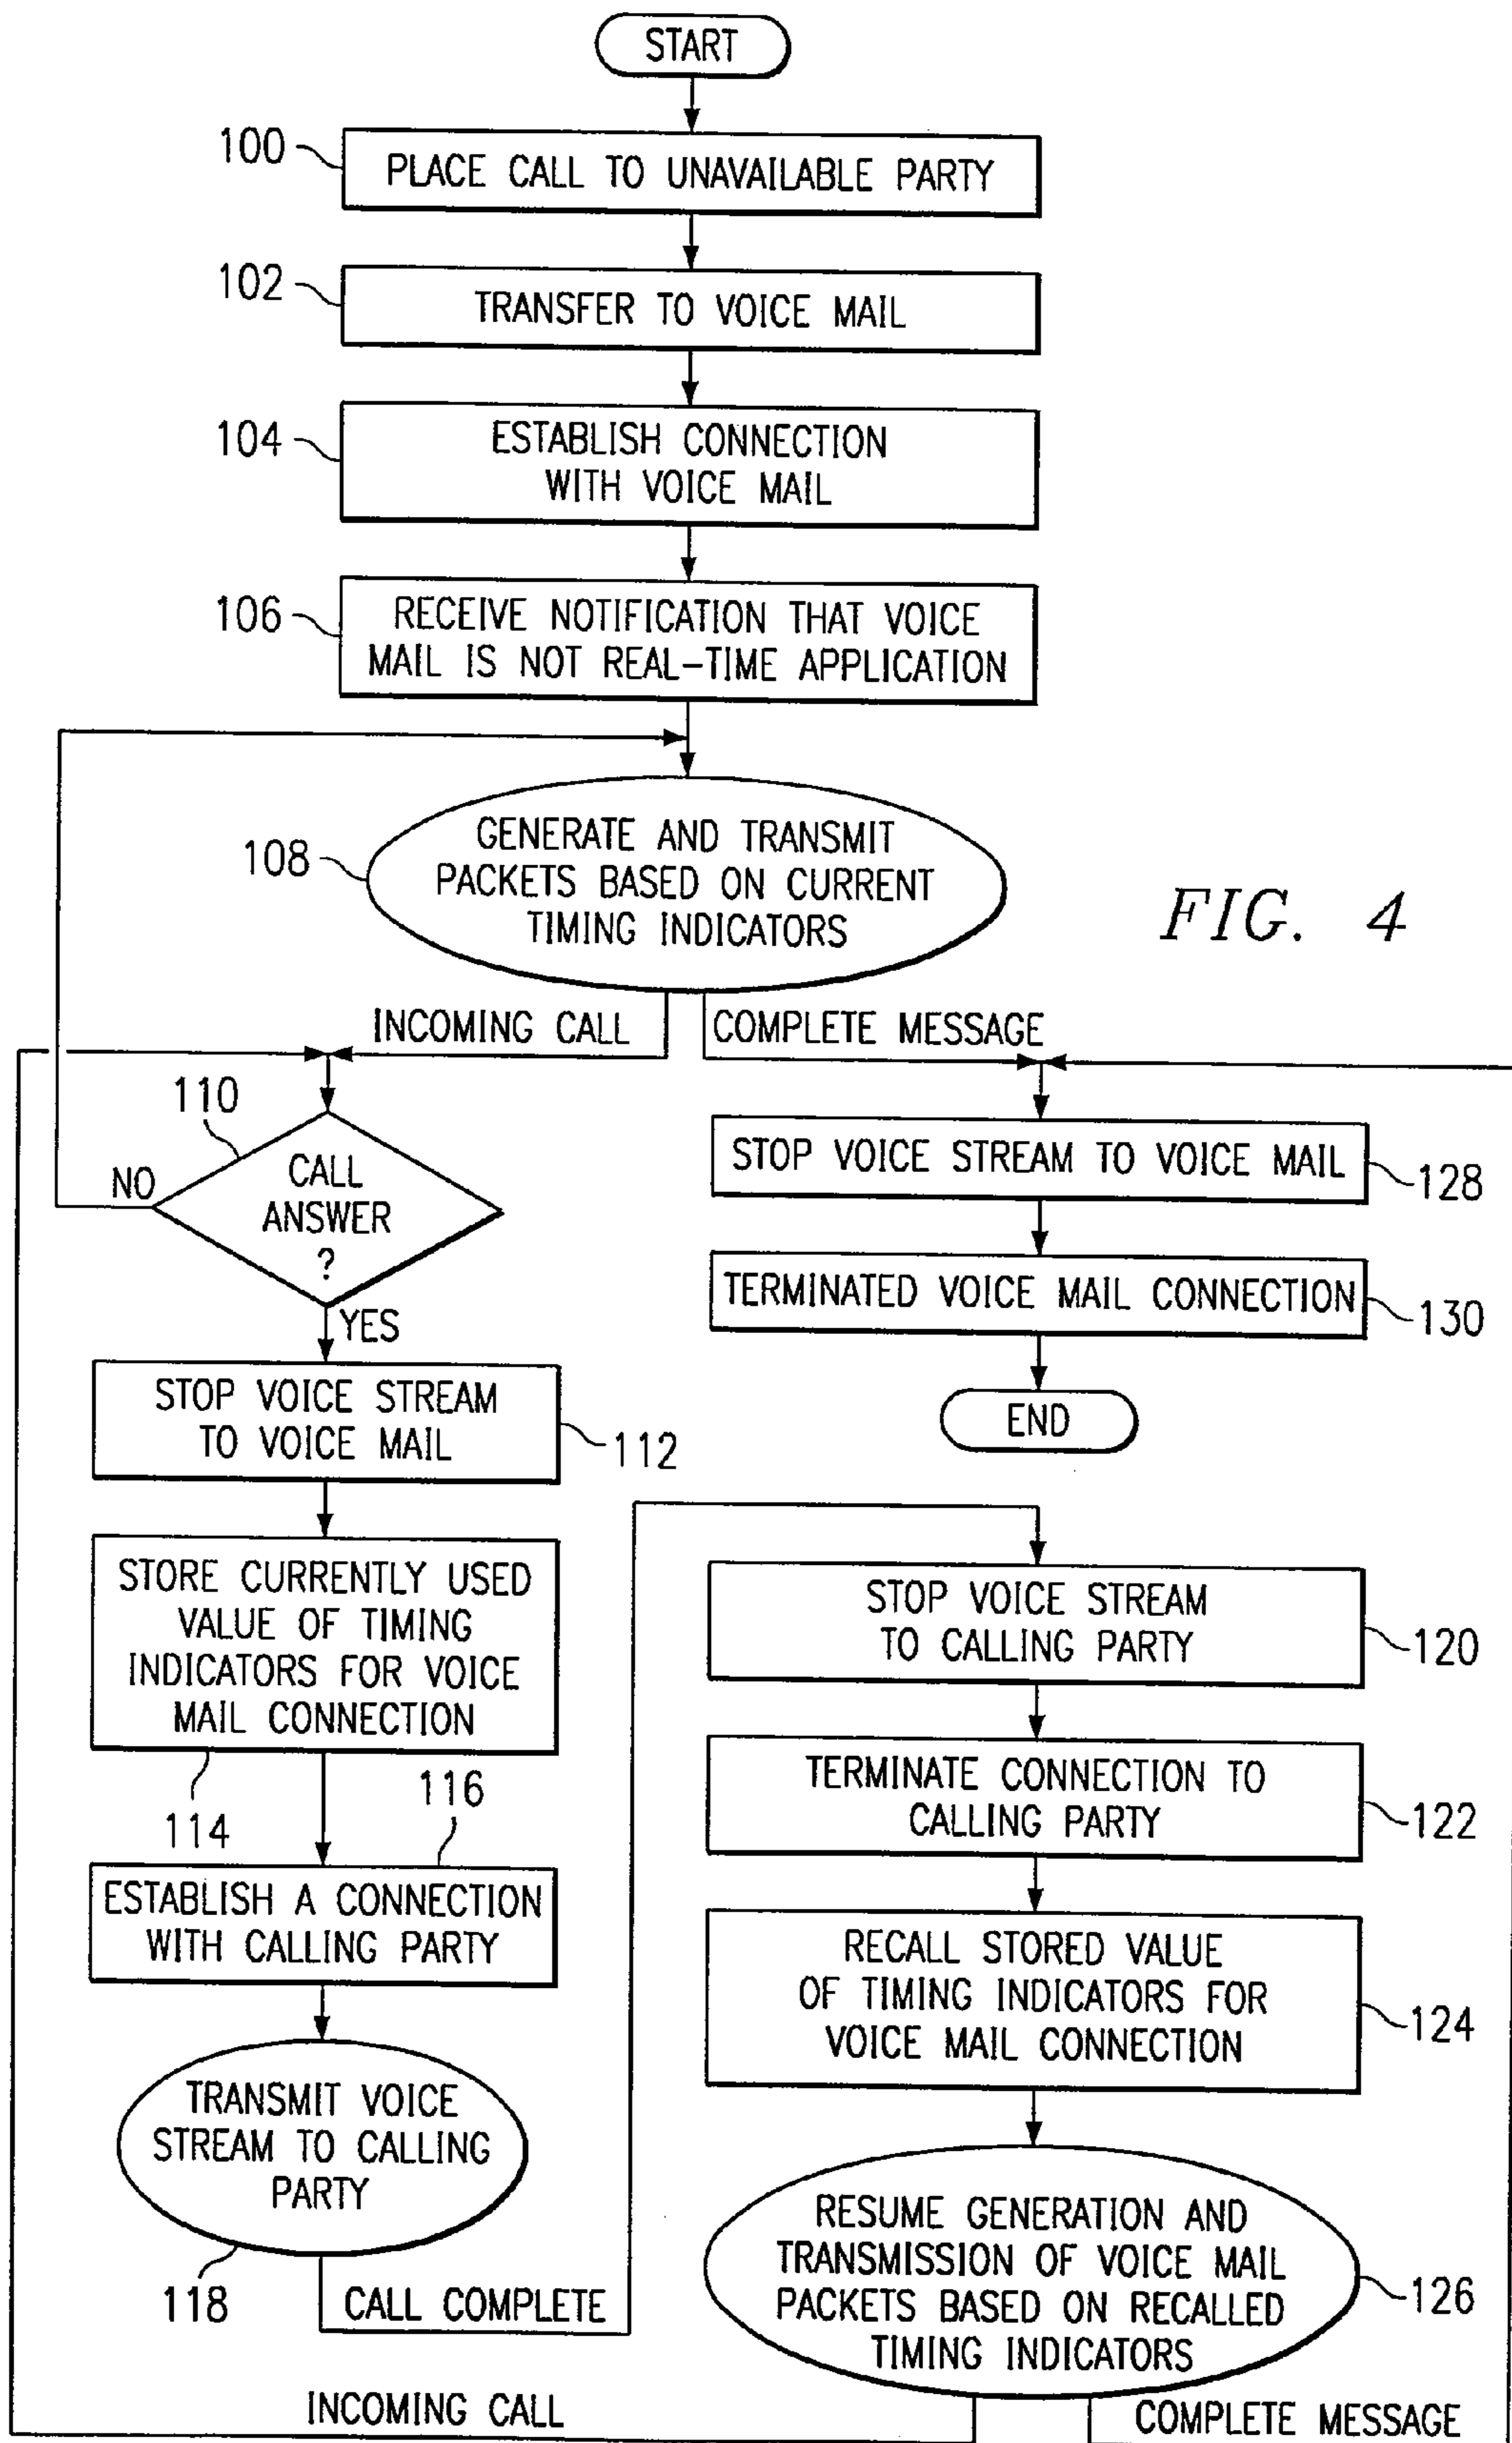 START
100
PLACE CALL TO UNAVAILABLE PARTY
102
TRANSFER TO VOICE MAIL
104
ESTABLISH CONNECTION
WITH VOICE MAIL
106
RECEIVE NOTIFICATION THAT VOICE
MAIL IS NOT REAL-TIME APPLICATION
108
GENERATE AND TRANSMIT
PACKETS BASED ON CURRENT
TIMING INDICATORS
FIG. 4
INCOMING CALL
COMPLETE MESSAGE
110
CALL
ANSWER
?
NO
YES
STOP VOICE STREAM
TO VOICE MAIL
112
STORE CURRENTLY USED
VALUE OF TIMING
INDICATORS FOR VOICE
MAIL CONNECTION
114
116
ESTABLISH A CONNECTION
WITH CALLING PARTY
TRANSMIT VOICE
STREAM TO CALLING
PARTY
118
CALL COMPLETE
STOP VOICE STREAM TO VOICE MAIL
128
TERMINATED VOICE MAIL CONNECTION
130
END
STOP VOICE STREAM
TO CALLING PARTY
120
TERMINATE CONNECTION TO
CALLING PARTY
122
RECALL STORED VALUE
OF TIMING INDICATORS FOR
VOICE MAIL CONNECTION
124
RESUME GENERATION AND
TRANSMISSION OF VOICE MAIL
PACKETS BASED ON RECALLED
TIMING INDICATORS
126
INCOMING CALL
COMPLETE MESSAGE